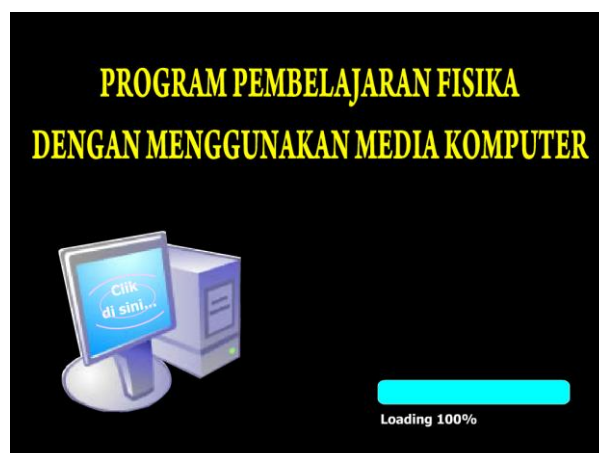 PROGRAM PEMBELAJARAN FISIKA
DENGAN MENGGUNAKAN MEDIA KOMPUTER
Clik
di sini,..
Loading 100%